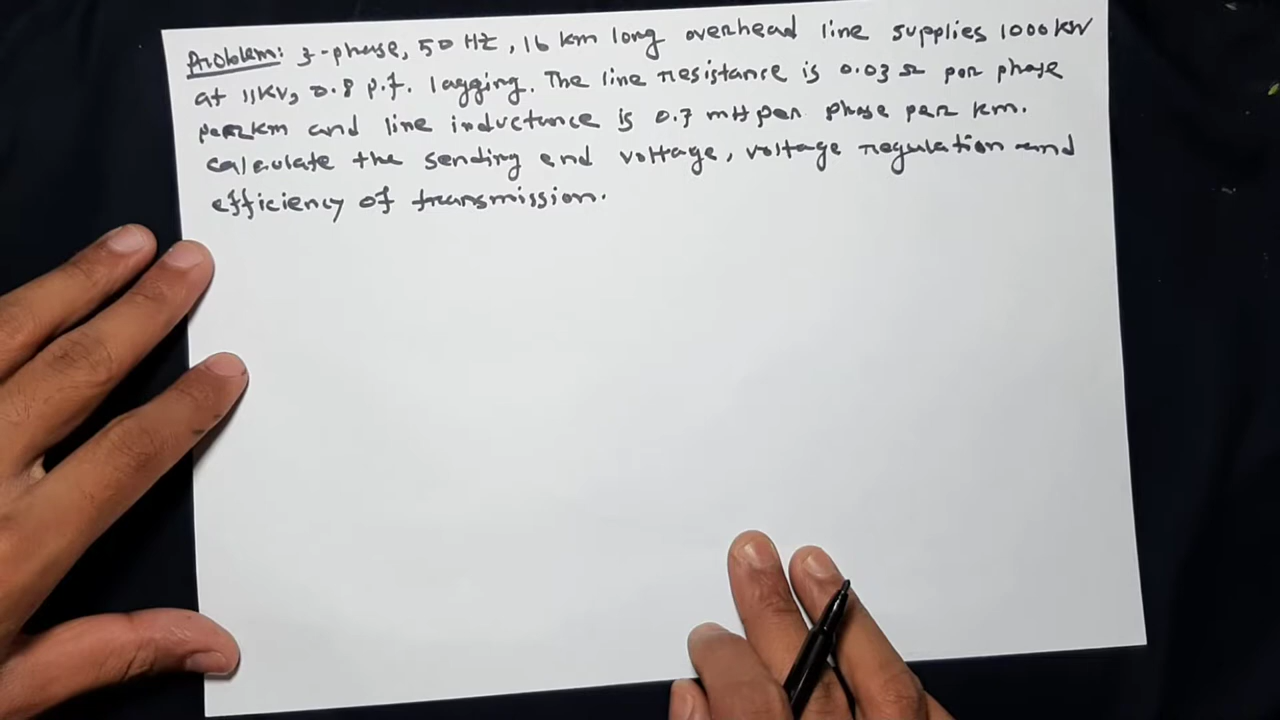 Problem: 3-phase, 50 Hz, 16 km long overhead line supplies 1000 kW
at 11kV, 0.8 p.f. lagging. The line resistance is 0.03 Ω per phase
per km and line inductance is 0.7 mH per phase per km.
Calculate the sending end voltage, voltage regulation and
efficiency of transmission.